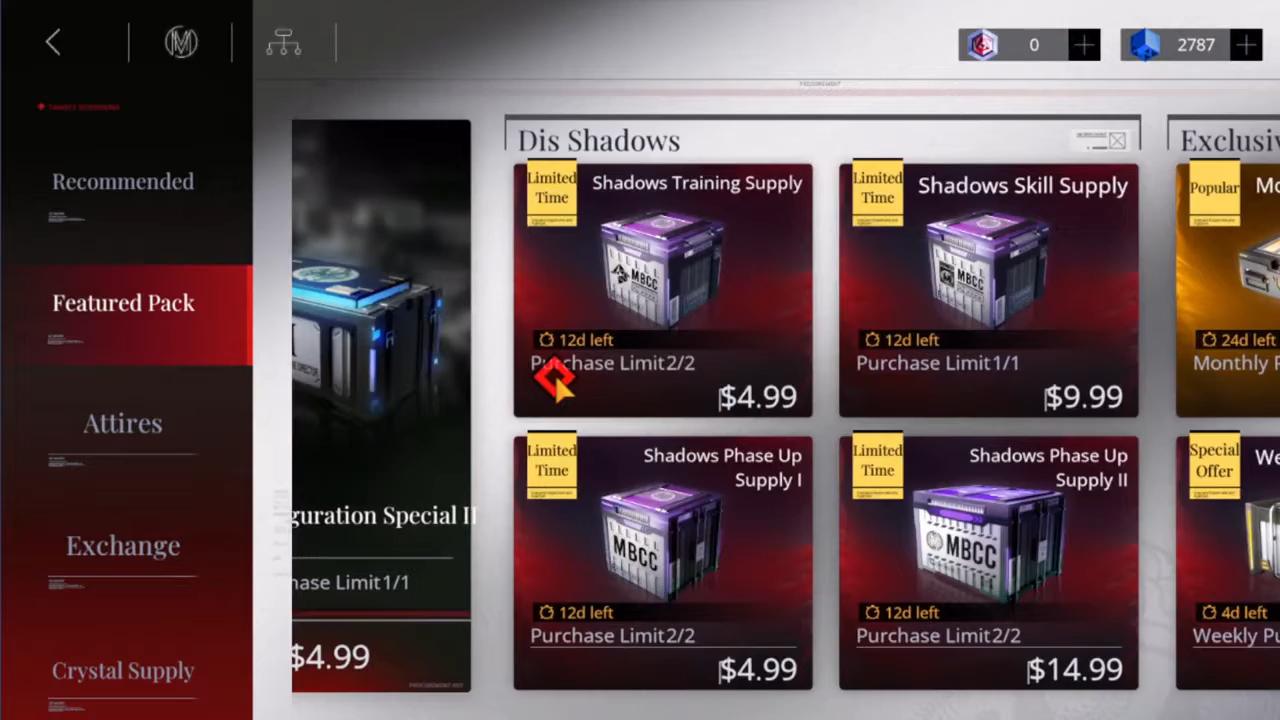 0
2787
Recommended
Featured Pack
Attires
Exchange
Crystal Supply
guration Special II
hase Limit1/1
$4.99
Dis Shadows
Limited
Time
Shadows Training Supply
MBCC
12d left
Purchase Limit2/2
$4.99
Limited
Time
Shadows Skill Supply
MBCC
12d left
Purchase Limit1/1
$9.99
Limited
Time
Shadows Phase Up
Supply I
MBCC
12d left
Purchase Limit2/2
$4.99
Limited
Time
Shadows Phase Up
Supply II
MBCC
12d left
Purchase Limit2/2
$14.99
Exclusiv
Popular
Mo
24d left
Monthly P
Special
Offer
We
4d left
Weekly Pu